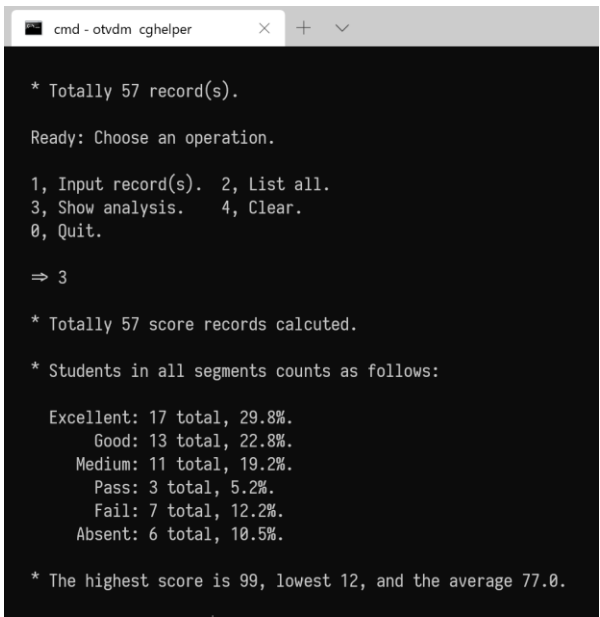 cmd - otvdm  cghelper
* Totally 57 record(s).
Ready: Choose an operation.
1, Input record(s).  2, List all.
3, Show analysis.    4, Clear.
0, Quit.
⇒ 3
* Totally 57 score records calcuted.
* Students in all segments counts as follows:
Excellent: 17 total, 29.8%.
Good: 13 total, 22.8%.
Medium: 11 total, 19.2%.
Pass: 3 total, 5.2%.
Fail: 7 total, 12.2%.
Absent: 6 total, 10.5%.
* The highest score is 99, lowest 12, and the average 77.0.